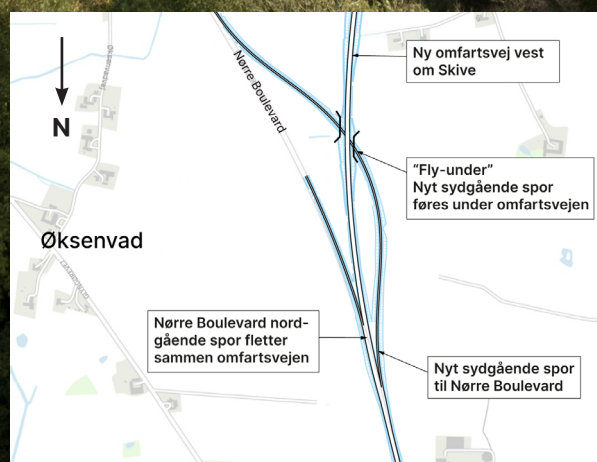 Ny omfartsvej vest
om Skive
N
Nørre Boulevard
"Fly-under"
Nyt sydgående spor
føres under omfartsvejen
Øksenvad
Nørre Boulevard nord-
gående spor fletter
sammen omfartsvejen
Nyt sydgående spor
til Nørre Boulevard